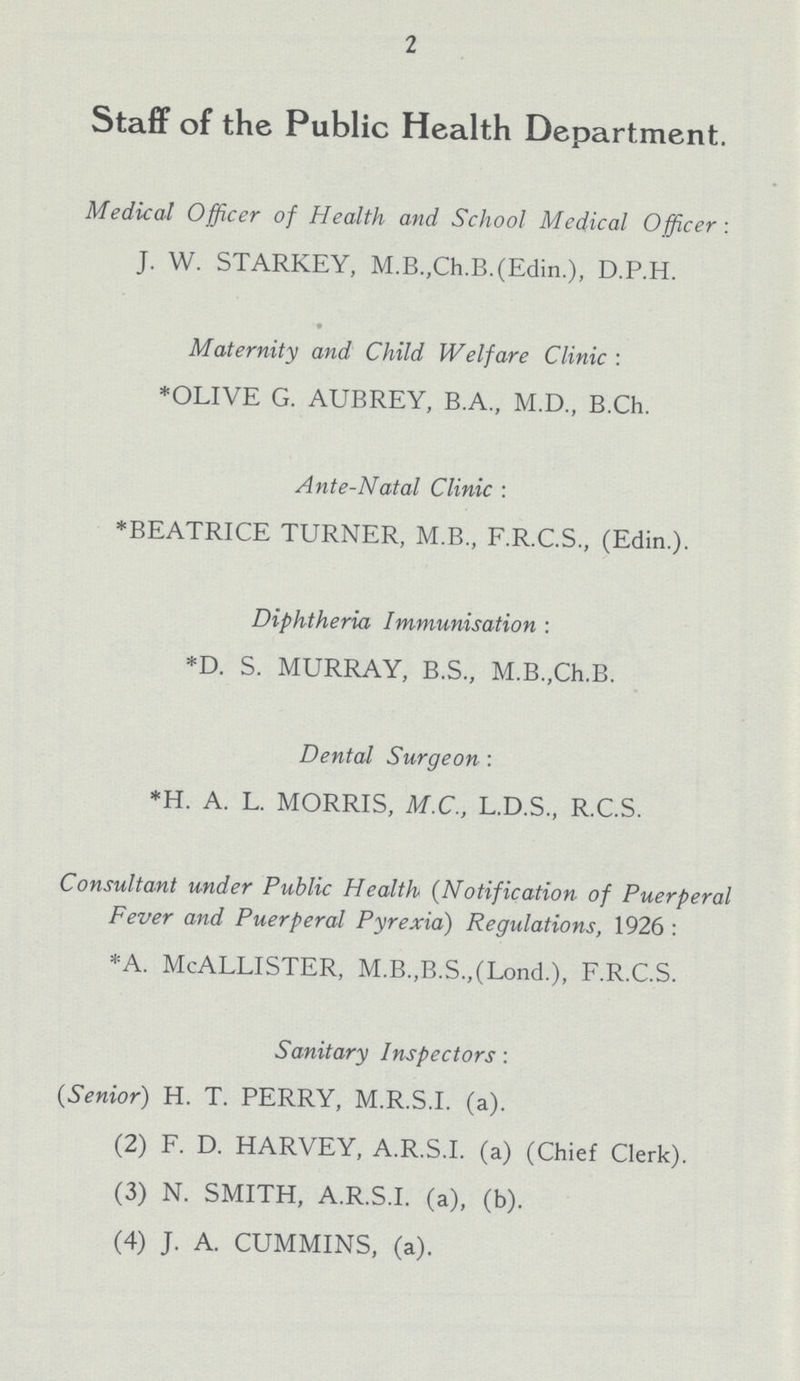 2
Staff of the Public Health Department.
Medical Officer of Health and School Medical Officer :
J. W. STARKEY, M.B.,Ch.B.(Edin.), D.P.H.
Maternity and Child Welfare Clinic :
*OLIVE G. AUBREY, B.A., M.D., B.Ch.
Ante-Natal Clinic :
*BEATRICE TURNER, M.B., F.R.C.S., (Edin.).
Diphtheria Immunisation :
*D. S. MURRAY, B.S., M.B.,Ch.B.
Dental Surgeon :
*H. A. L. MORRIS, M.C., L.D.S., R.C.S.
Consultant under Public Health (Notification of Puerperal
Fever and Puerperal Pyrexia) Regulations, 1926 :
*A. McALLISTER, M.B.,B.S.,(Lond.), F.R.C.S.
Sanitary Inspectors :
(Senior) H. T. PERRY, M.R.S.I. (a).
(2) F. D. HARVEY, A.R.S.I. (a) (Chief Clerk).
(3) N. SMITH, A.R.S.I. (a), (b).
(4) J. A. CUMMINS, (a).